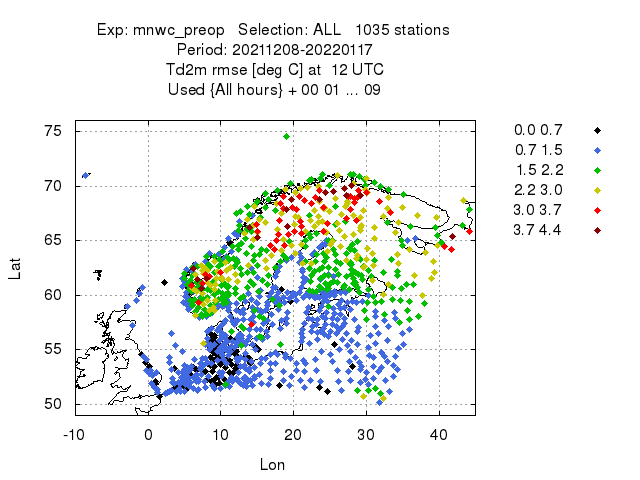 Exp: mnwc_preop   Selection: ALL   1035 stations
Period: 20211208-20220117
Td2m rmse [deg C] at  12 UTC
Used {All hours} + 00 01 ... 09
0.0 0.7
0.7 1.5
1.5 2.2
2.2 3.0
3.0 3.7
3.7 4.4
75
70
65
60
55
50
Lat
-10 0 10 20 30 40
Lon